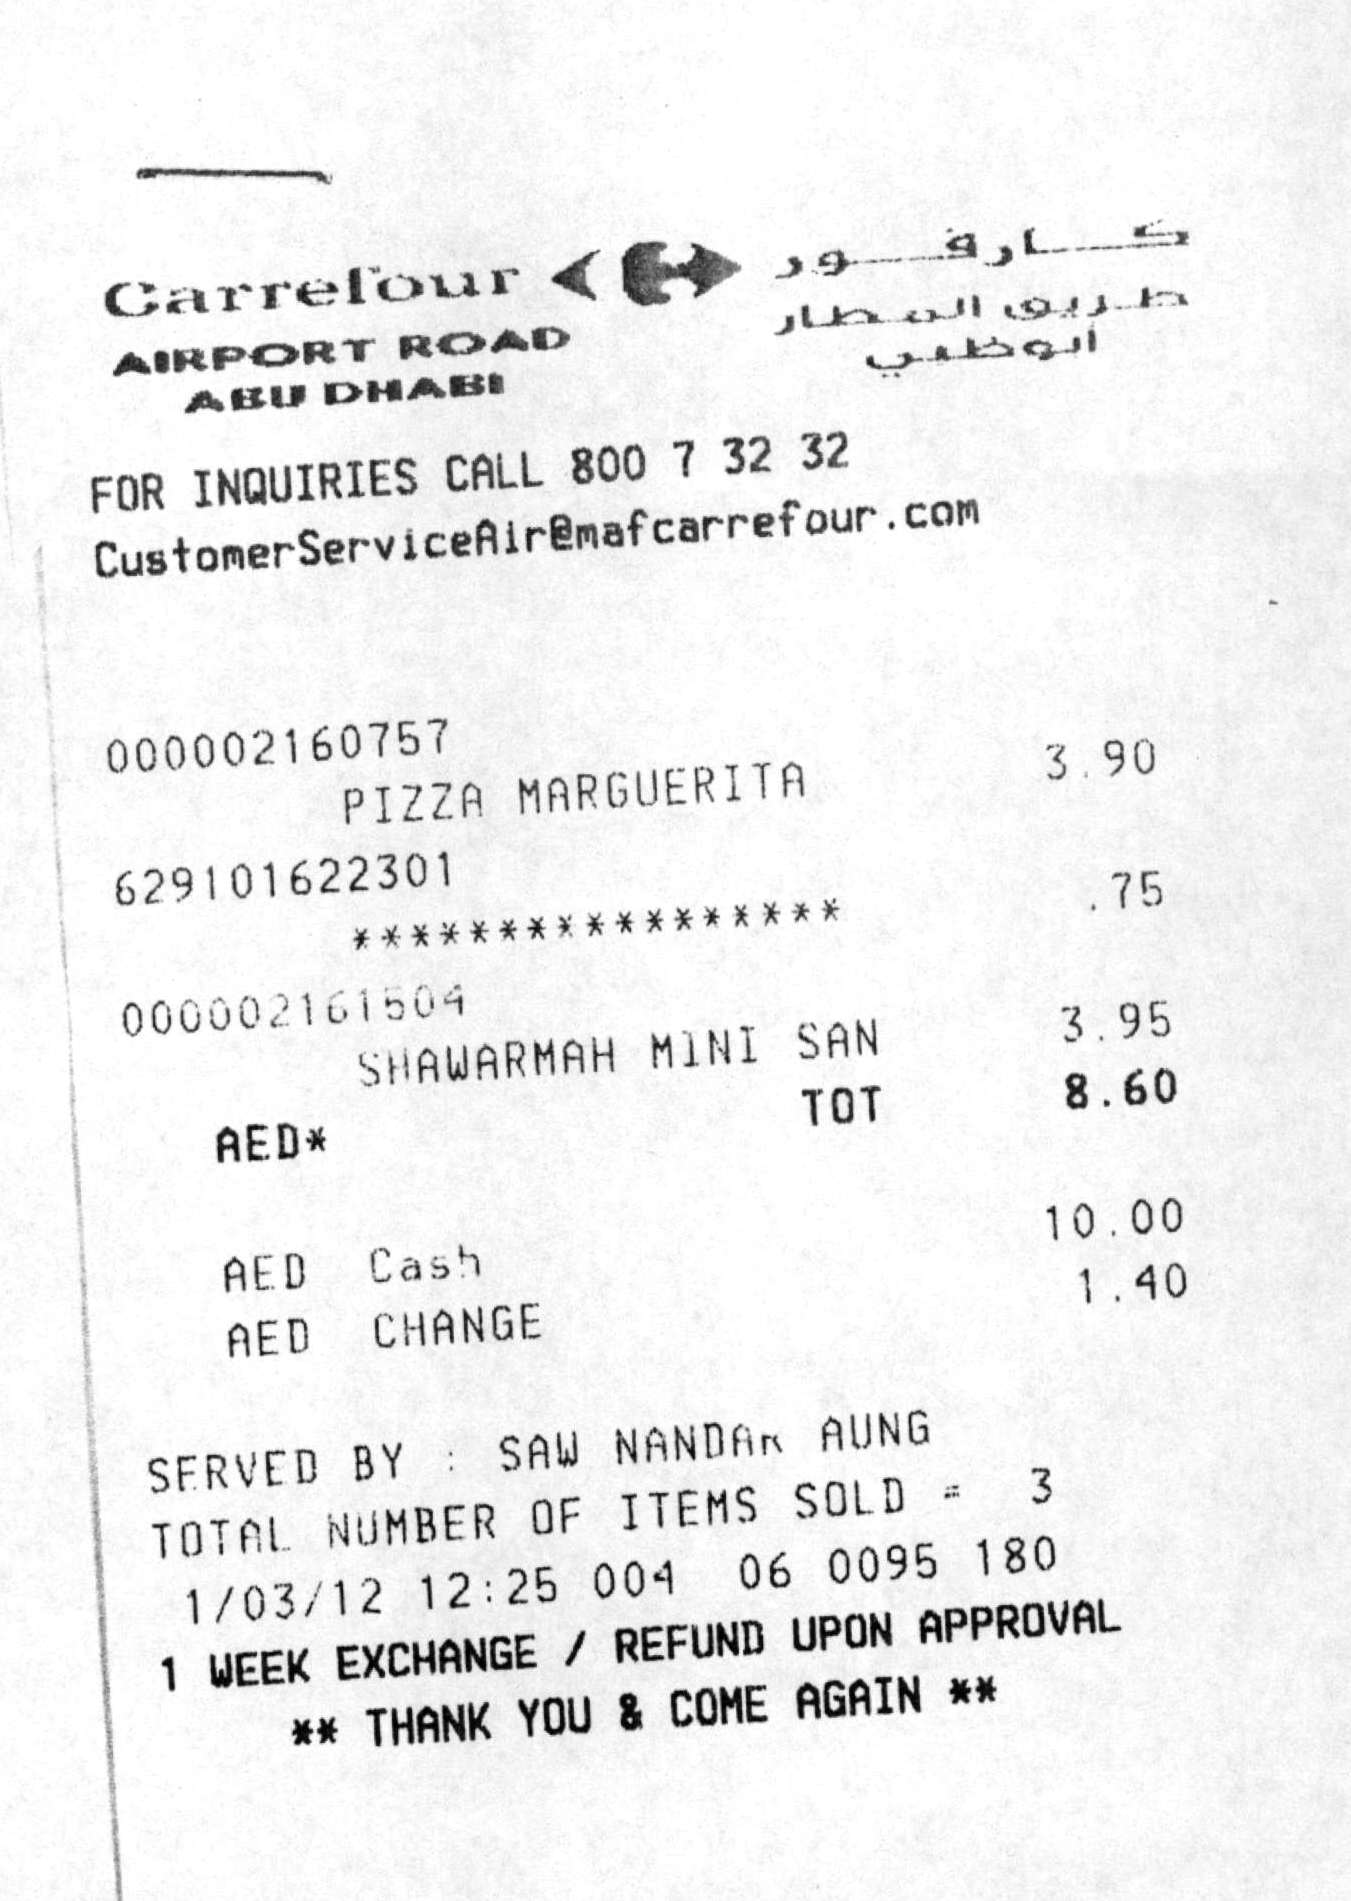 Carrefour كارفور
AIRPORT ROAD طريق المطار
ABU DHABI أبوظبي
FOR INQUIRIES CALL 800 7 32 32
CustomerServiceAir@mafcarrefour.com
000002160757
PIZZA MARGUERITA 3.90
629101622301
***************** .75
000002161504
SHAWARMAH MINI SAN 3.95
AED* TOT 8.60
AED Cash 10.00
AED CHANGE 1.40
SERVED BY : SAW NANDAR AUNG
TOTAL NUMBER OF ITEMS SOLD = 3
1/03/12 12:25 004 06 0095 180
1 WEEK EXCHANGE / REFUND UPON APPROVAL
** THANK YOU & COME AGAIN **